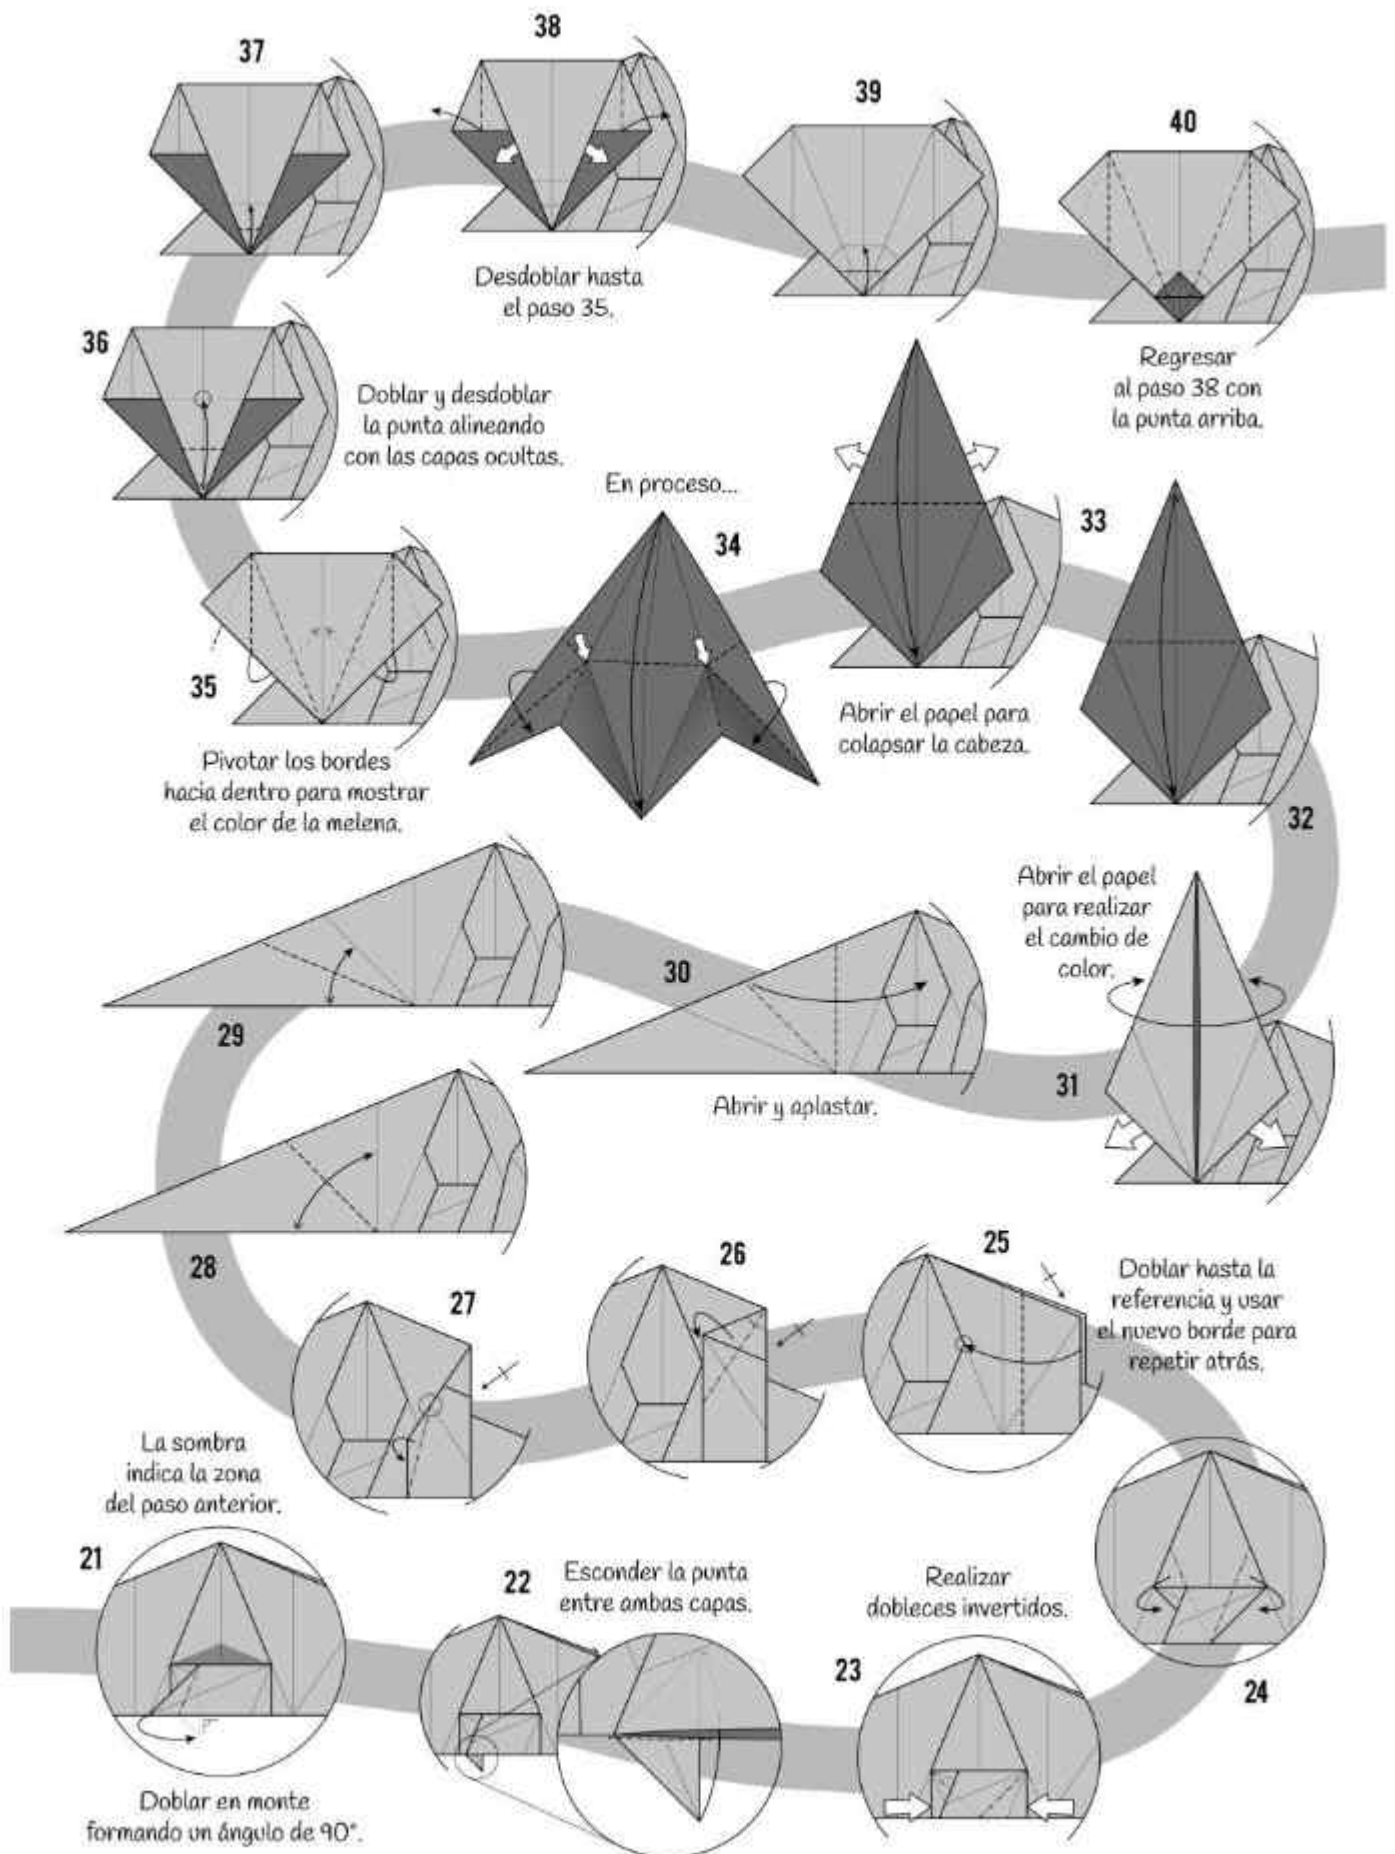 37
38
Desdoblar hasta
el paso 35.
39
40
Regresar
al paso 38 con
la punta arriba.
36
Doblar y desdoblar
la punta alineando
con las capas ocultas.
35
Pivotar los bordes
hacia dentro para mostrar
el color de la melena.
En proceso...
34
33
Abrir el papel para
colapsar la cabeza.
32
29
30
Abrir y aplastar.
31
Abrir el papel
para realizar
el cambio de
color.
28
27
26
25
Doblar hasta la
referencia y usar
el nuevo borde para
repetir atrás.
La sombra
indica la zona
del paso anterior.
21
Doblar en monte
formando un ángulo de 90°.
22
Esconder la punta
entre ambas capas.
Realizar
dobleces invertidos.
23
24